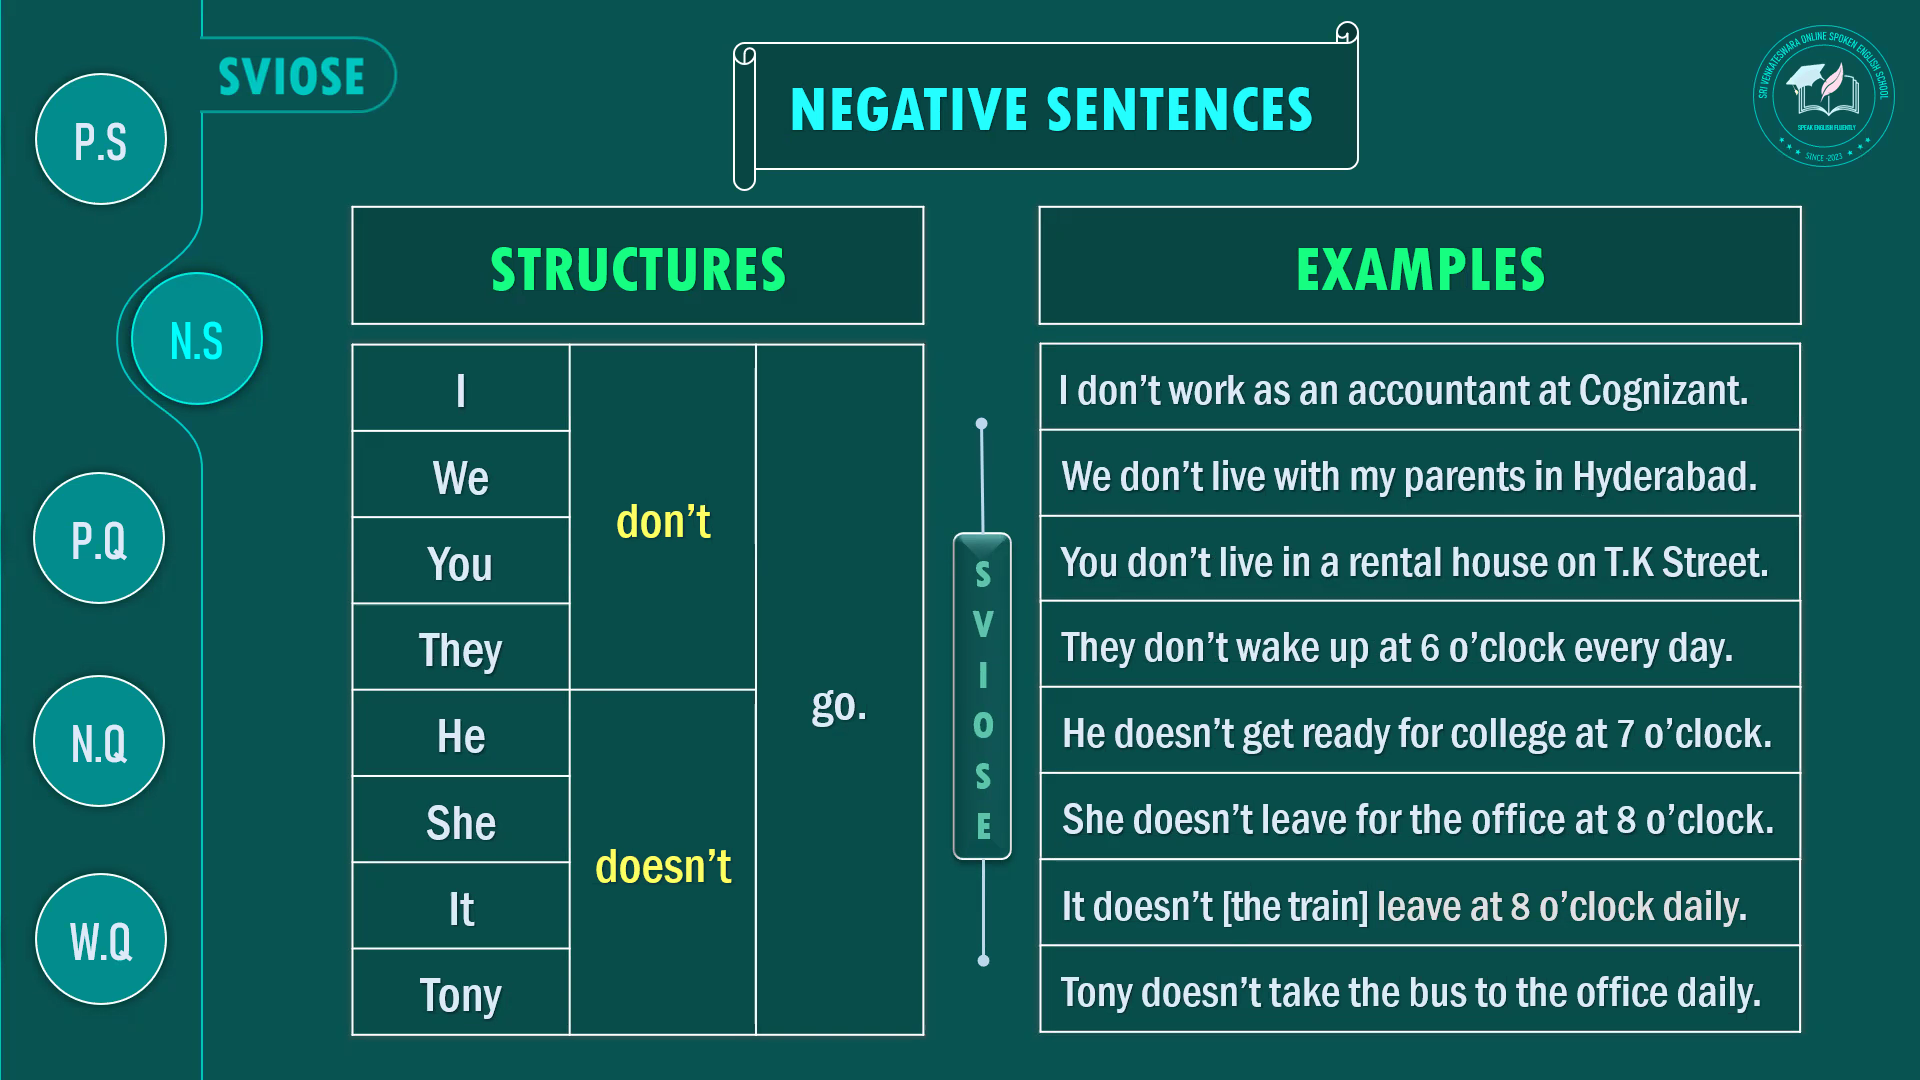 SVIOSE
P.S
N.S
P.Q
N.Q
W.Q
NEGATIVE SENTENCES
SRI VENKATESWARA ONLINE SPOKEN ENGLISH SCHOOL
SPEAK ENGLISH FLUENTLY
SINCE -2023
STRUCTURES
I
We
You
They
He
She
It
Tony
don't
doesn't
go.
S
V
I
O
S
E
EXAMPLES
I don't work as an accountant at Cognizant.
We don't live with my parents in Hyderabad.
You don't live in a rental house on T.K Street.
They don't wake up at 6 o'clock every day.
He doesn't get ready for college at 7 o'clock.
She doesn't leave for the office at 8 o'clock.
It doesn't [the train] leave at 8 o'clock daily.
Tony doesn't take the bus to the office daily.